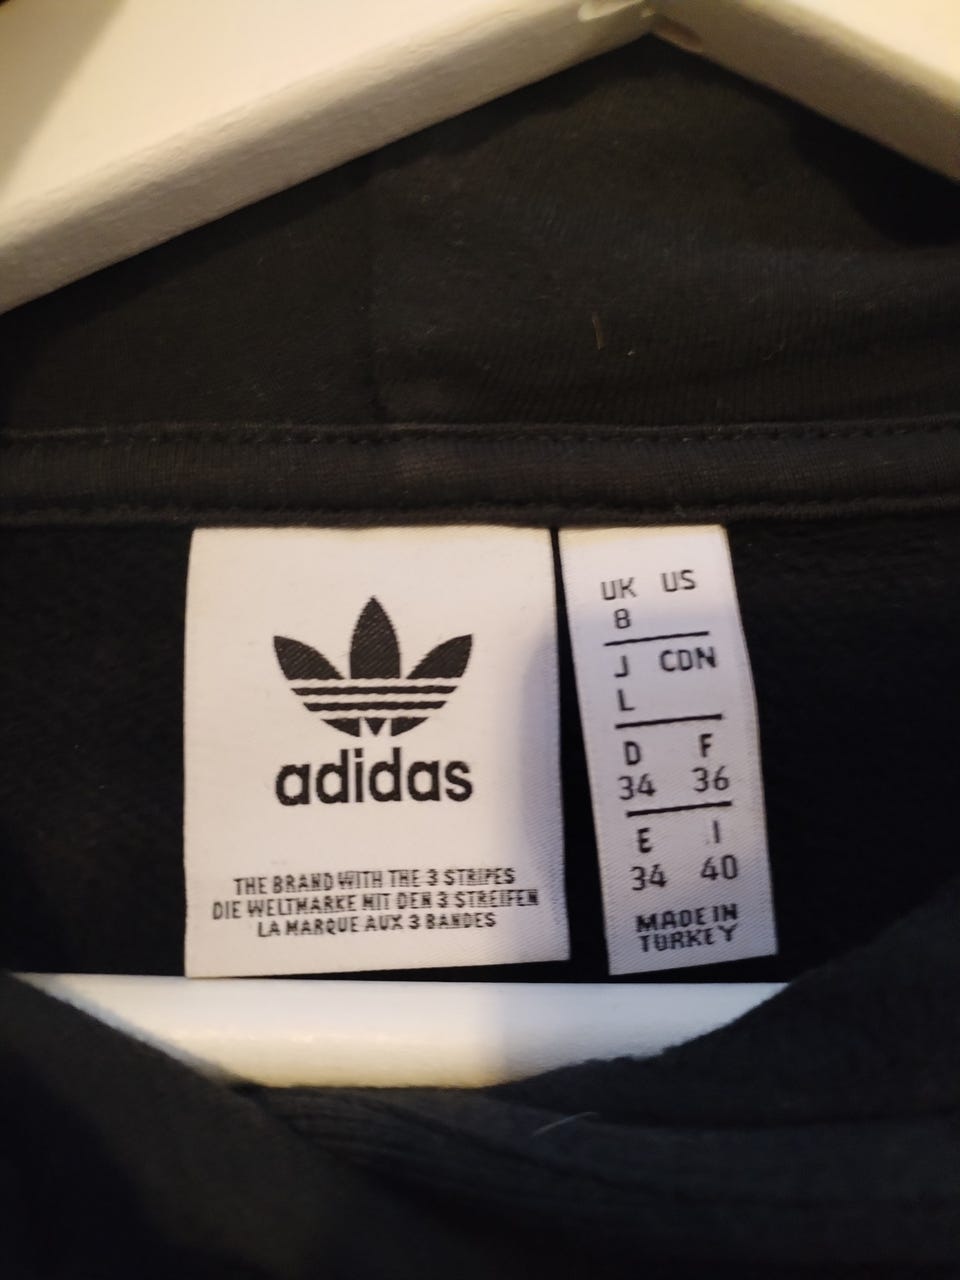 adidas
THE BRAND WITH THE 3 STRIPES
DIE WELTMARKE MIT DEN 3 STREIFEN
LA MARQUE AUX 3 BANDES
UK US
8
J CDN
L
D F
34 36
E I
34 40
MADE IN
TURKEY